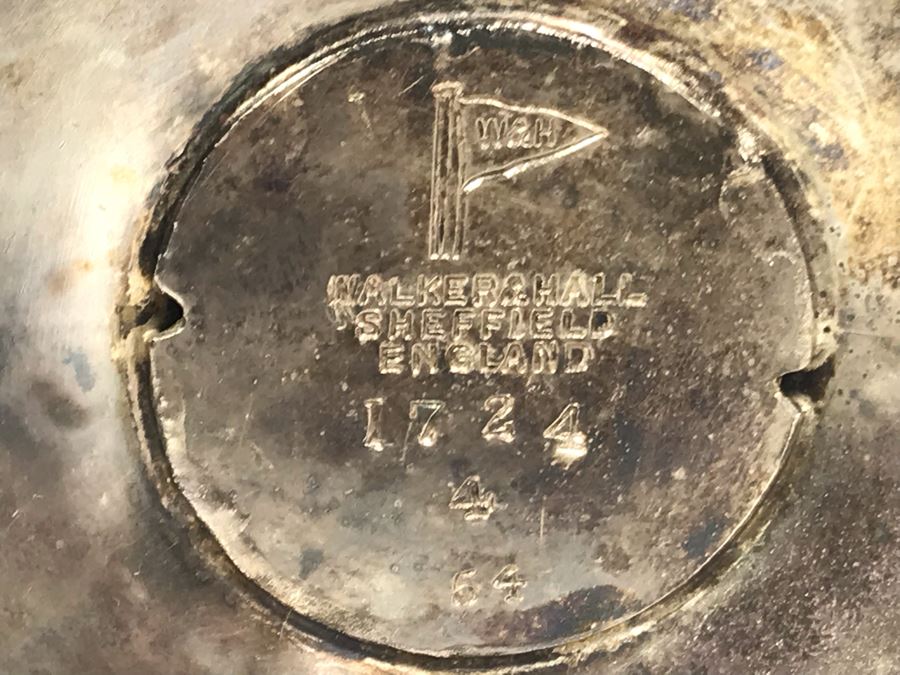 W&H
WALKER&HALL
SHEFFIELD
ENGLAND
1724
4
64